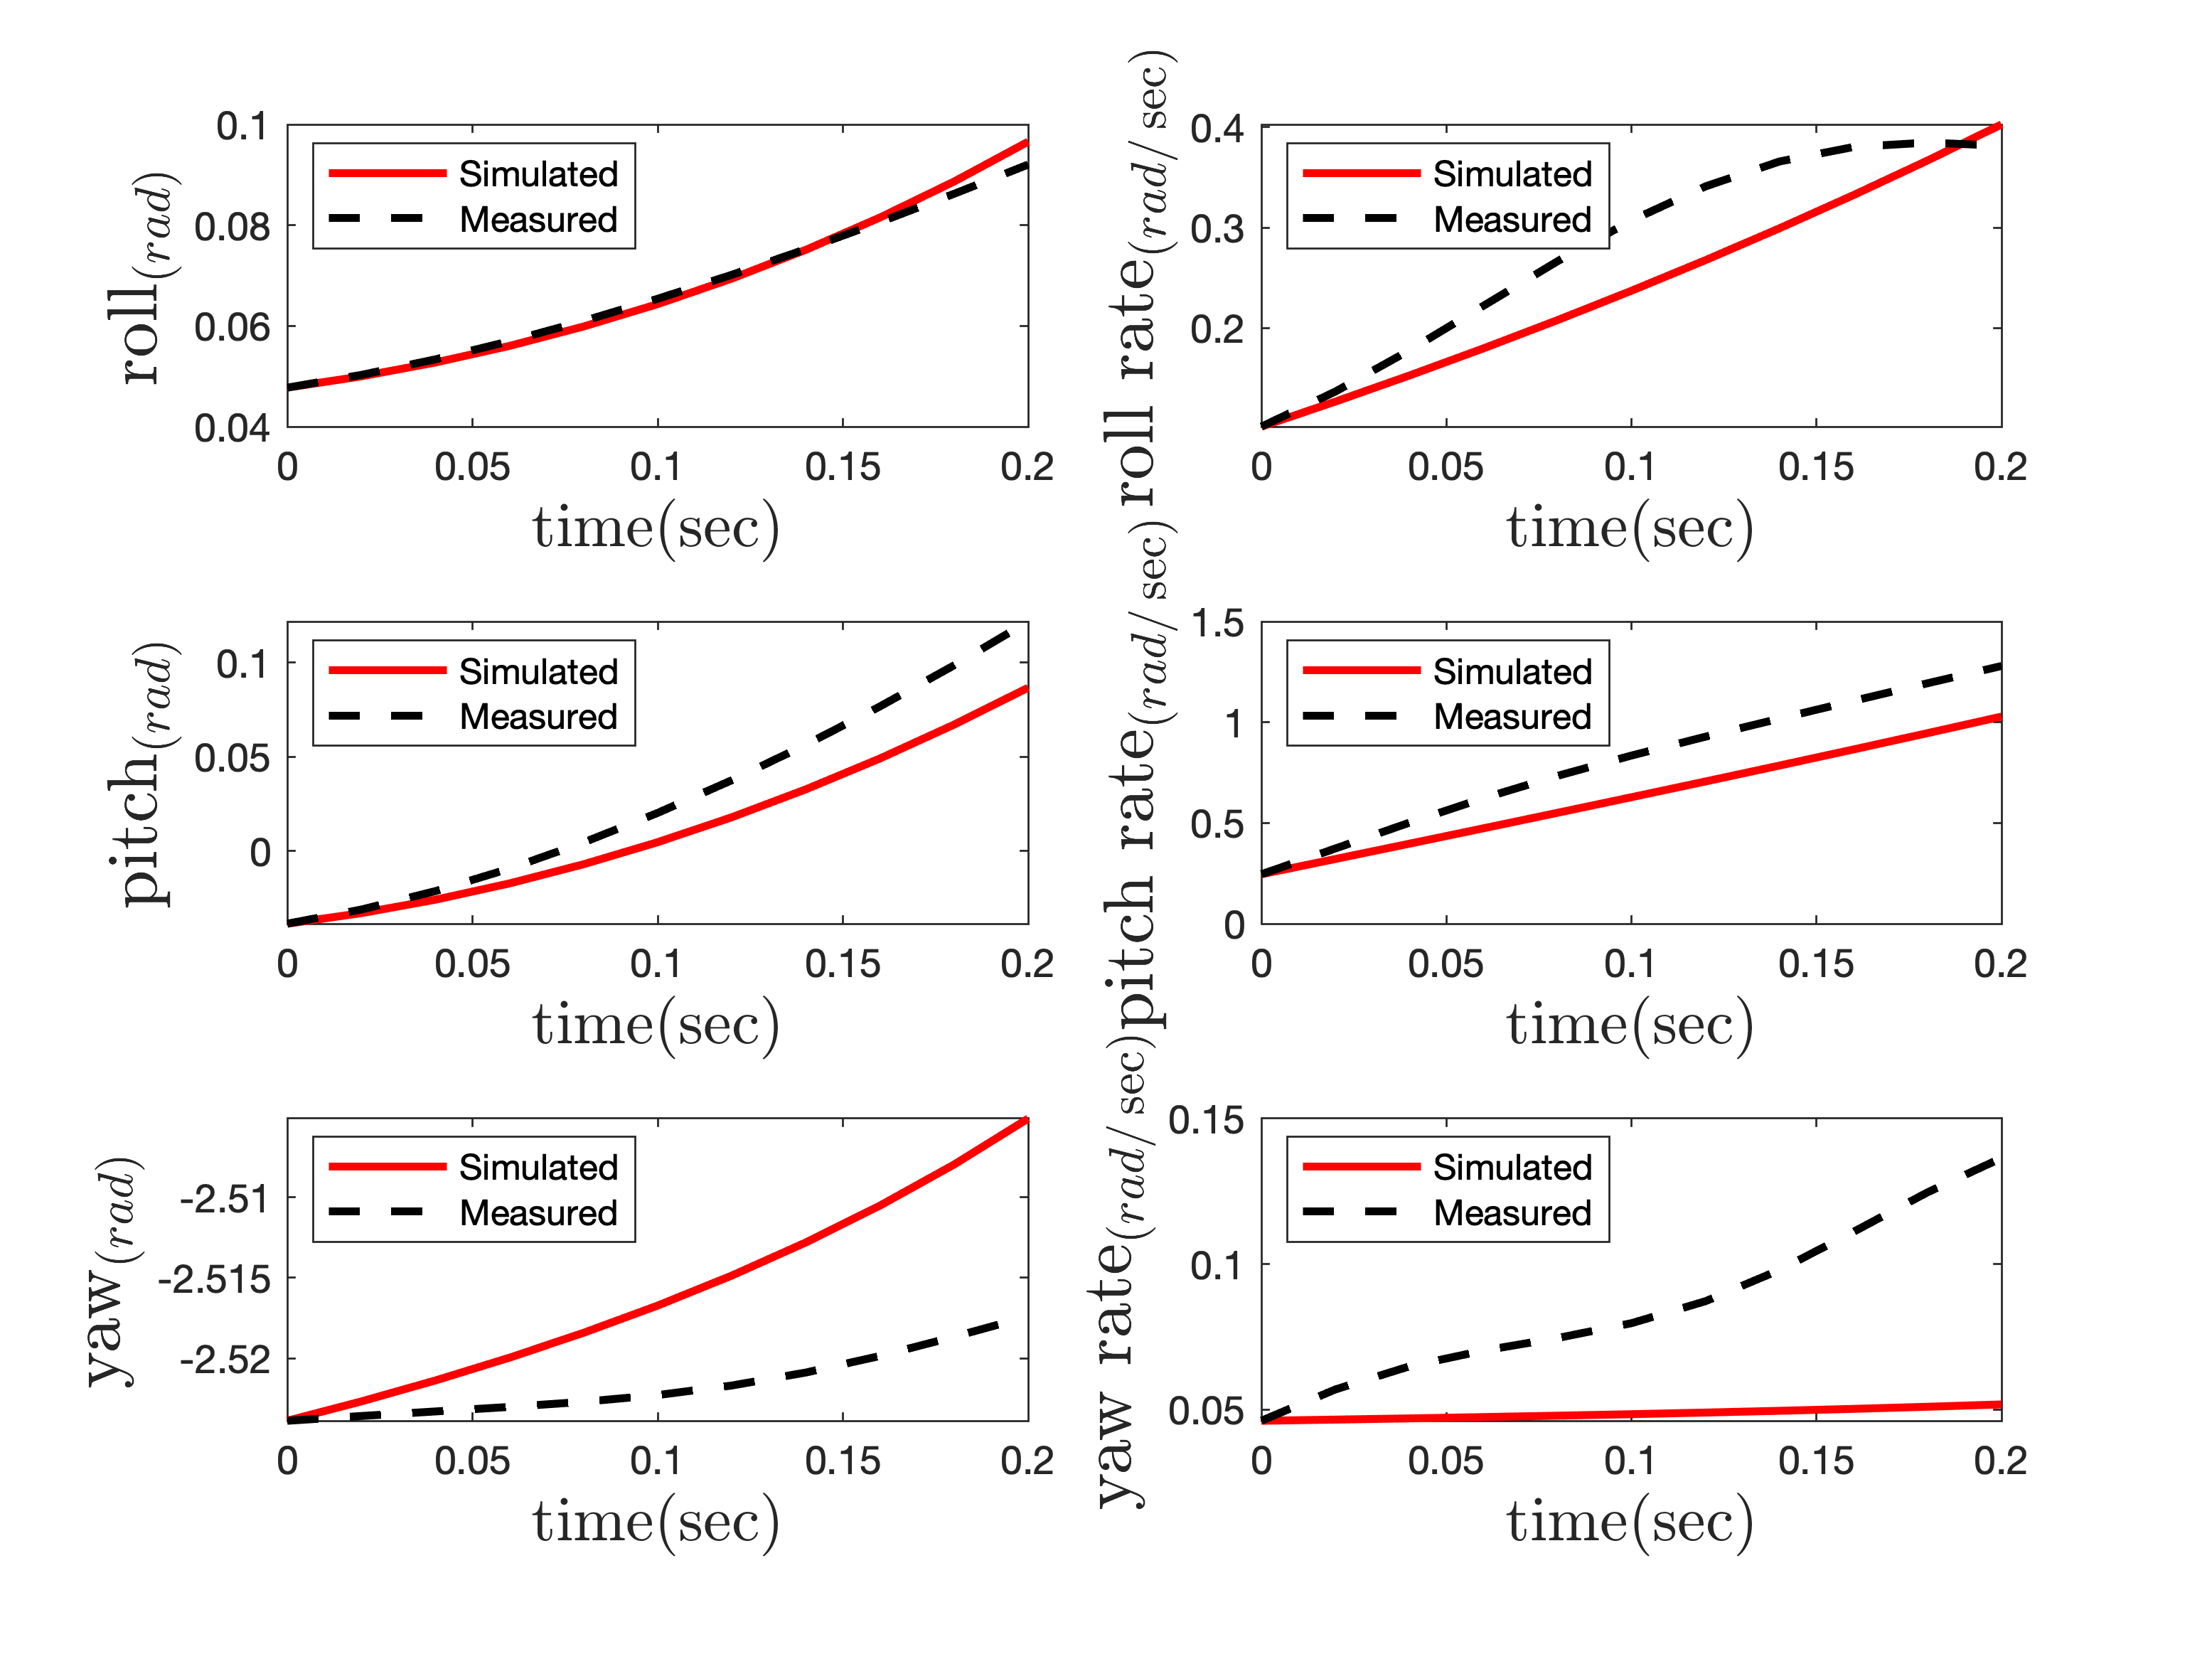 0.1
0.08
0.06
0.04
roll(rad)
Simulated
Measured
0 0.05 0.1 0.15 0.2
time(sec)
0.4
0.3
0.2
roll rate(rad/sec)
Simulated
Measured
0 0.05 0.1 0.15 0.2
time(sec)
0.1
0.05
0
pitch(rad)
Simulated
Measured
0 0.05 0.1 0.15 0.2
time(sec)
1.5
1
0.5
0
pitch rate(rad/sec)
Simulated
Measured
0 0.05 0.1 0.15 0.2
time(sec)
-2.51
-2.515
-2.52
yaw(rad)
Simulated
Measured
0 0.05 0.1 0.15 0.2
time(sec)
0.15
0.1
0.05
yaw rate(rad/sec)
Simulated
Measured
0 0.05 0.1 0.15 0.2
time(sec)